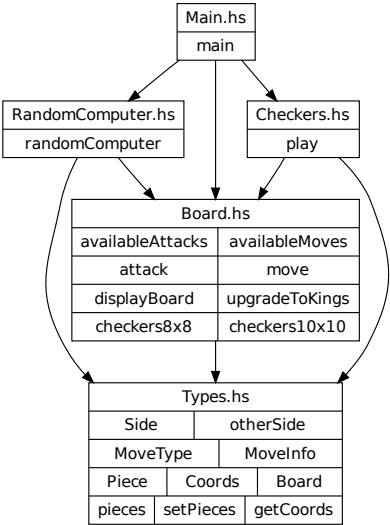 Main.hs
main
RandomComputer.hs
randomComputer
Checkers.hs
play
Board.hs
availableAttacks availableMoves
attack move
displayBoard upgradeToKings
checkers8x8 checkers10x10
Types.hs
Side otherSide
MoveType MoveInfo
Piece Coords Board
pieces setPieces getCoords